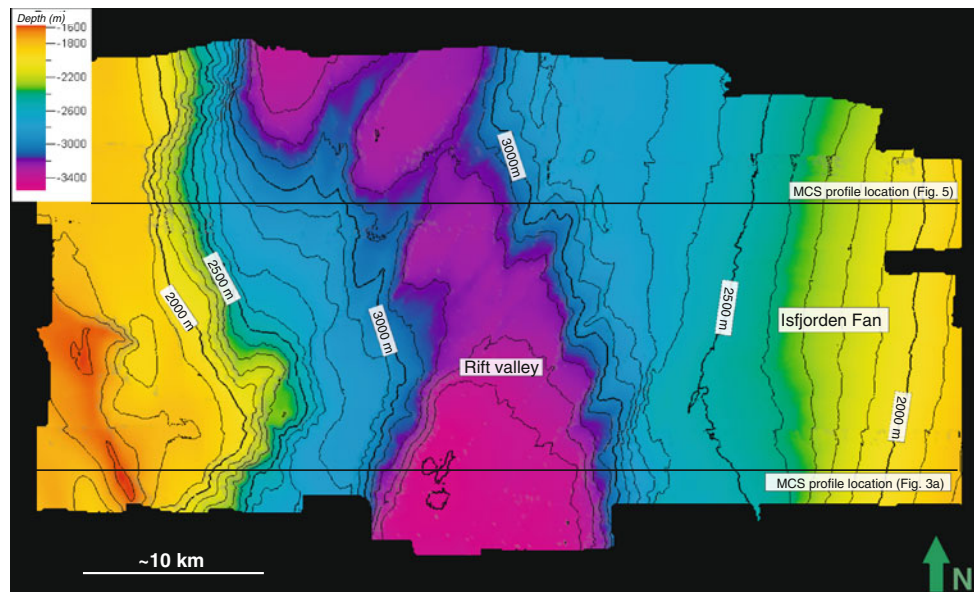 Depth (m)
-1600
-1800
-2200
-2600
-3000
-3400
3000m
MCS profile location (Fig. 5)
2500 m
2000 m
3000 m
2500 m
Isfjorden Fan
Rift valley
2000 m
MCS profile location (Fig. 3a)
~10 km
N